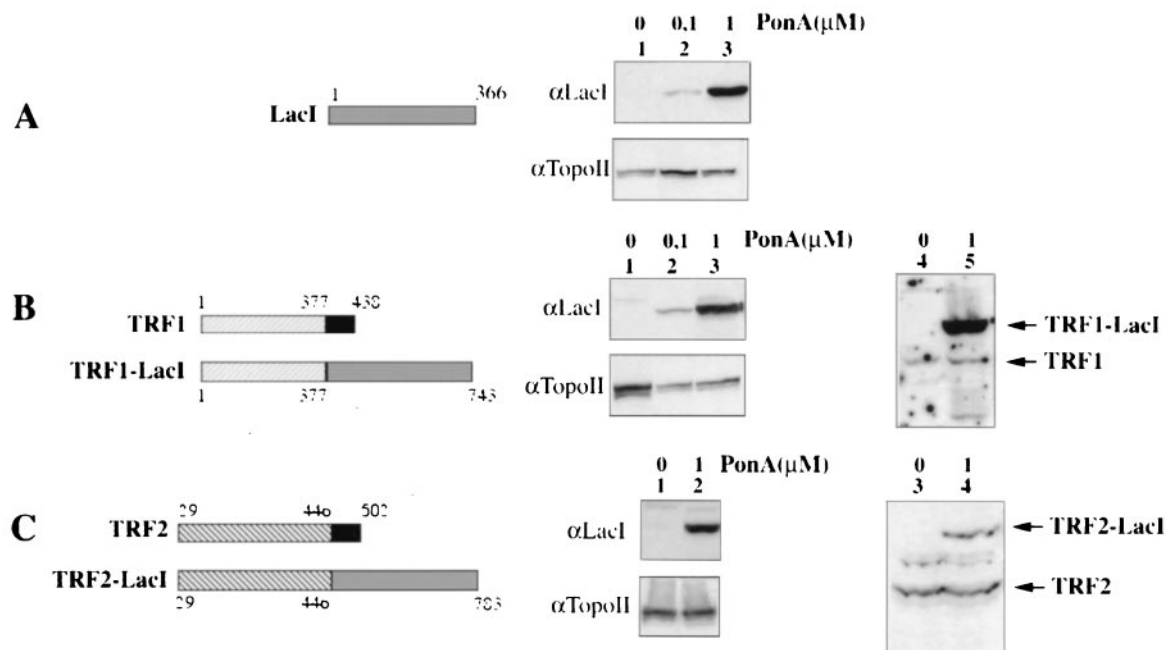 A
LacI
1 366
0 0,1 1 PonA(µM)
1 2 3
αLacI
αTopoII
B
TRF1
1 377 438
TRF1-LacI
1 377 743
0 0,1 1 PonA(µM)
1 2 3
αLacI
αTopoII
0 1
4 5
TRF1-LacI
TRF1
C
TRF2
29 446 502
TRF2-LacI
29 446 783
0 1 PonA(µM)
1 2
αLacI
αTopoII
0 1
3 4
TRF2-LacI
TRF2